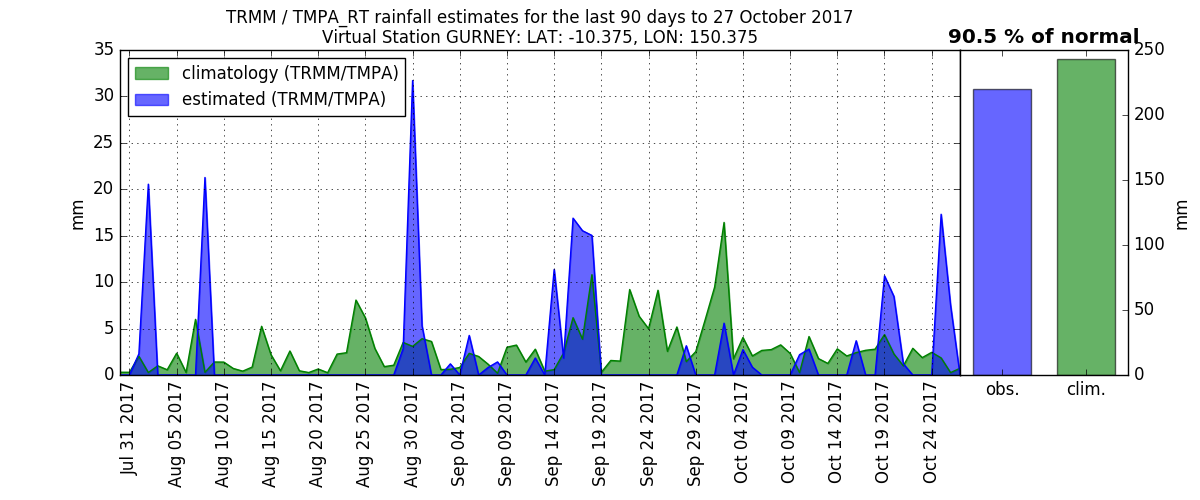 TRMM / TMPA_RT rainfall estimates for the last 90 days to 27 October 2017
Virtual Station GURNEY: LAT: -10.375, LON: 150.375
90.5 % of normal
climatology (TRMM/TMPA)
estimated (TRMM/TMPA)
35
30
25
20
15
10
5
0
mm
250
200
150
100
50
0
mm
Jul 31 2017
Aug 05 2017
Aug 10 2017
Aug 15 2017
Aug 20 2017
Aug 25 2017
Aug 30 2017
Sep 04 2017
Sep 09 2017
Sep 14 2017
Sep 19 2017
Sep 24 2017
Sep 29 2017
Oct 04 2017
Oct 09 2017
Oct 14 2017
Oct 19 2017
Oct 24 2017
obs.
clim.